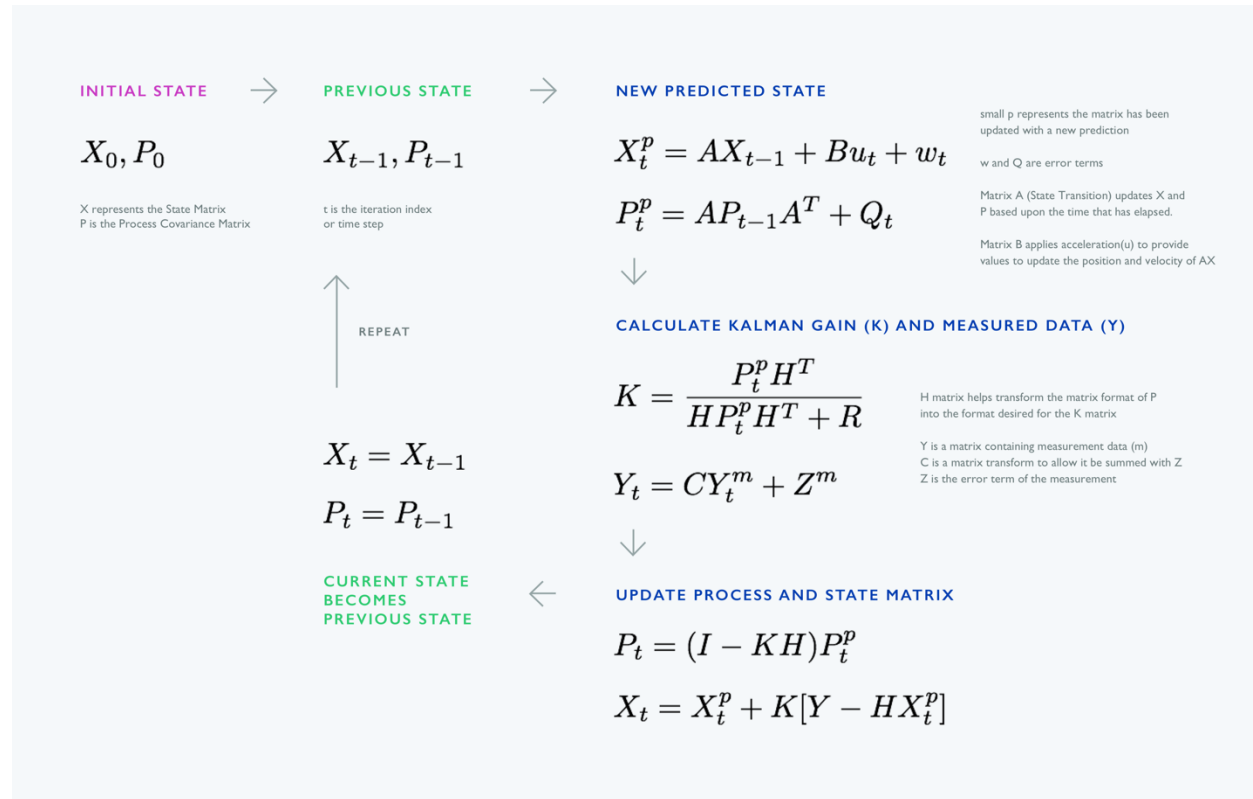 INITIAL STATE
X_0, P_0
X represents the State Matrix
P is the Process Covariance Matrix
PREVIOUS STATE
X_{t-1}, P_{t-1}
t is the iteration index
or time step
NEW PREDICTED STATE
X_t^p = AX_{t-1} + Bu_t + w_t
P_t^p = AP_{t-1}A^T + Q_t
small p represents the matrix has been
updated with a new prediction
w and Q are error terms
Matrix A (State Transition) updates X and
P based upon the time that has elapsed.
Matrix B applies acceleration(u) to provide
values to update the position and velocity of AX
CALCULATE KALMAN GAIN (K) AND MEASURED DATA (Y)
K = \frac{P_t^p H^T}{HP_t^p H^T + R}
Y_t = CY_t^m + Z^m
H matrix helps transform the matrix format of P
into the format desired for the K matrix
Y is a matrix containing measurement data (m)
C is a matrix transform to allow it be summed with Z
Z is the error term of the measurement
UPDATE PROCESS AND STATE MATRIX
P_t = (I - KH)P_t^p
X_t = X_t^p + K[Y - HX_t^p]
CURRENT STATE
BECOMES
PREVIOUS STATE
X_t = X_{t-1}
P_t = P_{t-1}
REPEAT